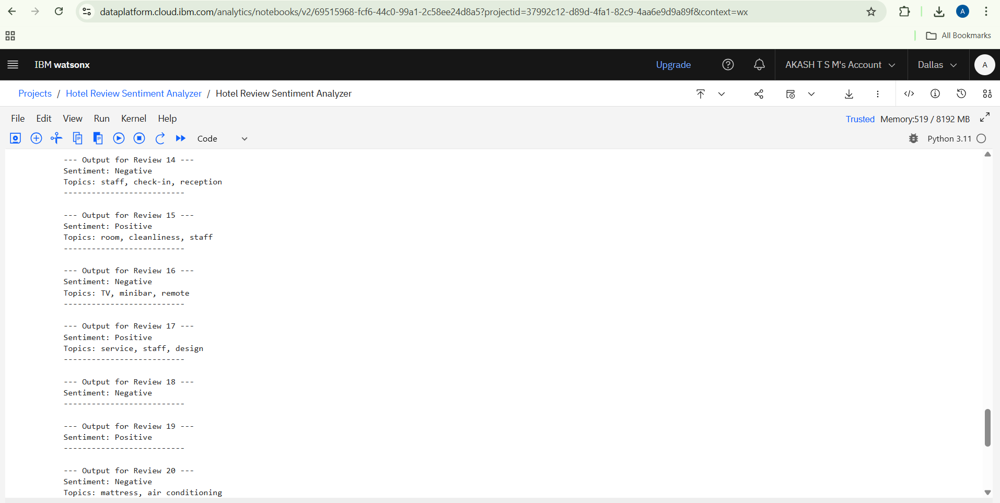 dataplatform.cloud.ibm.com/analytics/notebooks/v2/69515968-fcf6-44c0-99a1-2c58ee24d8a5?projectid=37992c12-d89d-4fa1-82c9-4aa6e9d9a89f&context=wx
A
All Bookmarks
IBM watsonx
Upgrade
AKASH T S M's Account
Dallas
A
Projects / Hotel Review Sentiment Analyzer / Hotel Review Sentiment Analyzer
File Edit View Run Kernel Help
Trusted Memory:519 / 8192 MB
Code
Python 3.11
--- Output for Review 14 ---
Sentiment: Negative
Topics: staff, check-in, reception
--------------------------
--- Output for Review 15 ---
Sentiment: Positive
Topics: room, cleanliness, staff
--------------------------
--- Output for Review 16 ---
Sentiment: Negative
Topics: TV, minibar, remote
--------------------------
--- Output for Review 17 ---
Sentiment: Positive
Topics: service, staff, design
--------------------------
--- Output for Review 18 ---
Sentiment: Negative
--------------------------
--- Output for Review 19 ---
Sentiment: Positive
--------------------------
--- Output for Review 20 ---
Sentiment: Negative
Topics: mattress, air conditioning